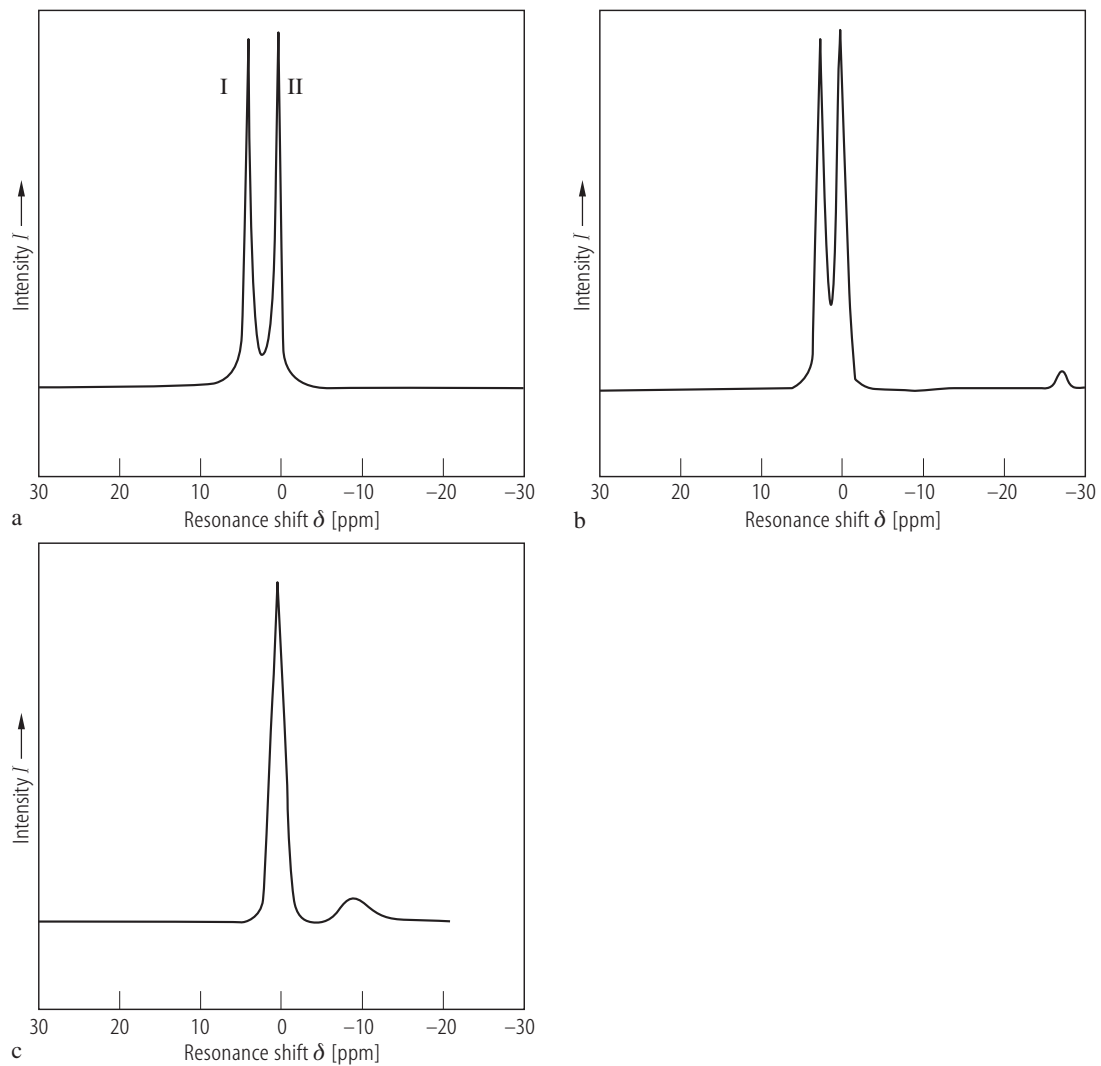 I II
Intensity I
30 20 10 0 –10 –20 –30
a Resonance shift δ [ppm]
Intensity I
30 20 10 0 –10 –20 –30
b Resonance shift δ [ppm]
Intensity I
30 20 10 0 –10 –20 –30
c Resonance shift δ [ppm]